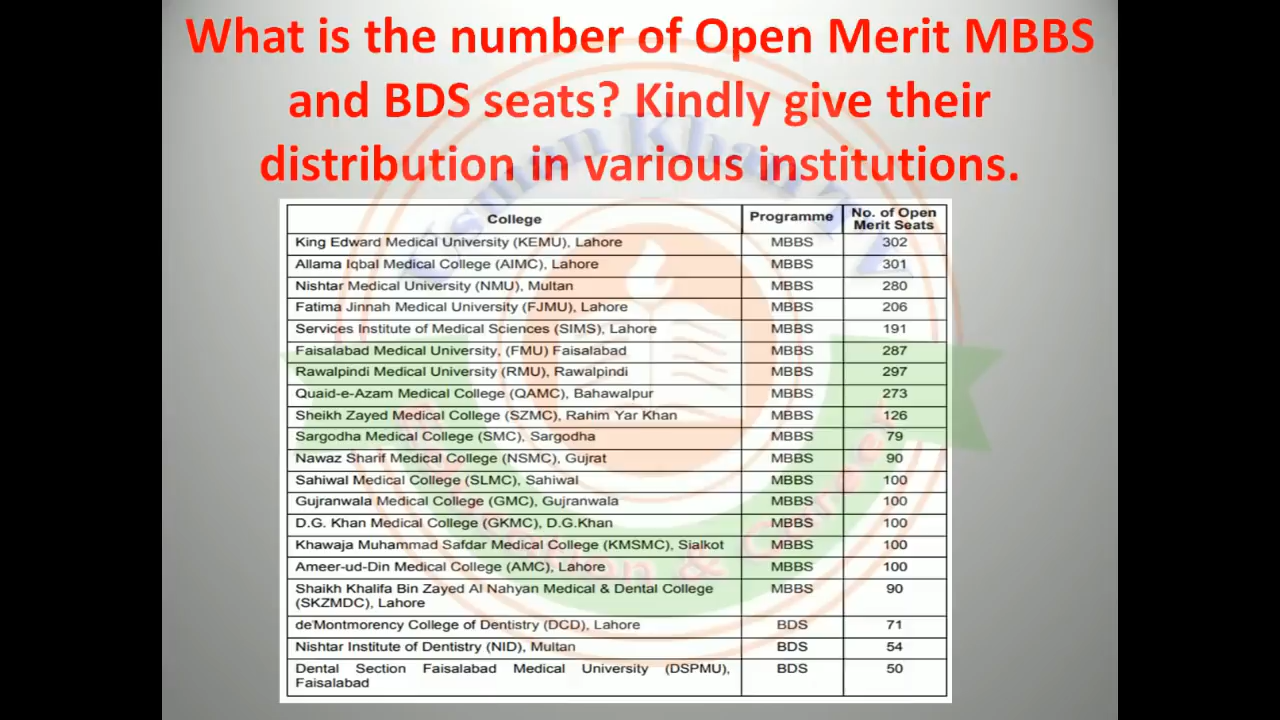 What is the number of Open Merit MBBS
and BDS seats? Kindly give their
distribution in various institutions.
Usman Khan TV
Education & Career
College Programme No. of Open
Merit Seats
King Edward Medical University (KEMU), Lahore MBBS 302
Allama Iqbal Medical College (AIMC), Lahore MBBS 301
Nishtar Medical University (NMU), Multan MBBS 280
Fatima Jinnah Medical University (FJMU), Lahore MBBS 206
Services Institute of Medical Sciences (SIMS), Lahore MBBS 191
Faisalabad Medical University, (FMU) Faisalabad MBBS 287
Rawalpindi Medical University (RMU), Rawalpindi MBBS 297
Quaid-e-Azam Medical College (QAMC), Bahawalpur MBBS 273
Sheikh Zayed Medical College (SZMC), Rahim Yar Khan MBBS 126
Sargodha Medical College (SMC), Sargodha MBBS 79
Nawaz Sharif Medical College (NSMC), Gujrat MBBS 90
Sahiwal Medical College (SLMC), Sahiwal MBBS 100
Gujranwala Medical College (GMC), Gujranwala MBBS 100
D.G. Khan Medical College (GKMC), D.G.Khan MBBS 100
Khawaja Muhammad Safdar Medical College (KMSMC), Sialkot MBBS 100
Ameer-ud-Din Medical College (AMC), Lahore MBBS 100
Shaikh Khalifa Bin Zayed Al Nahyan Medical & Dental College MBBS 90
(SKZMDC), Lahore
de'Montmorency College of Dentistry (DCD), Lahore BDS 71
Nishtar Institute of Dentistry (NID), Multan BDS 54
Dental Section Faisalabad Medical University (DSPMU), BDS 50
Faisalabad